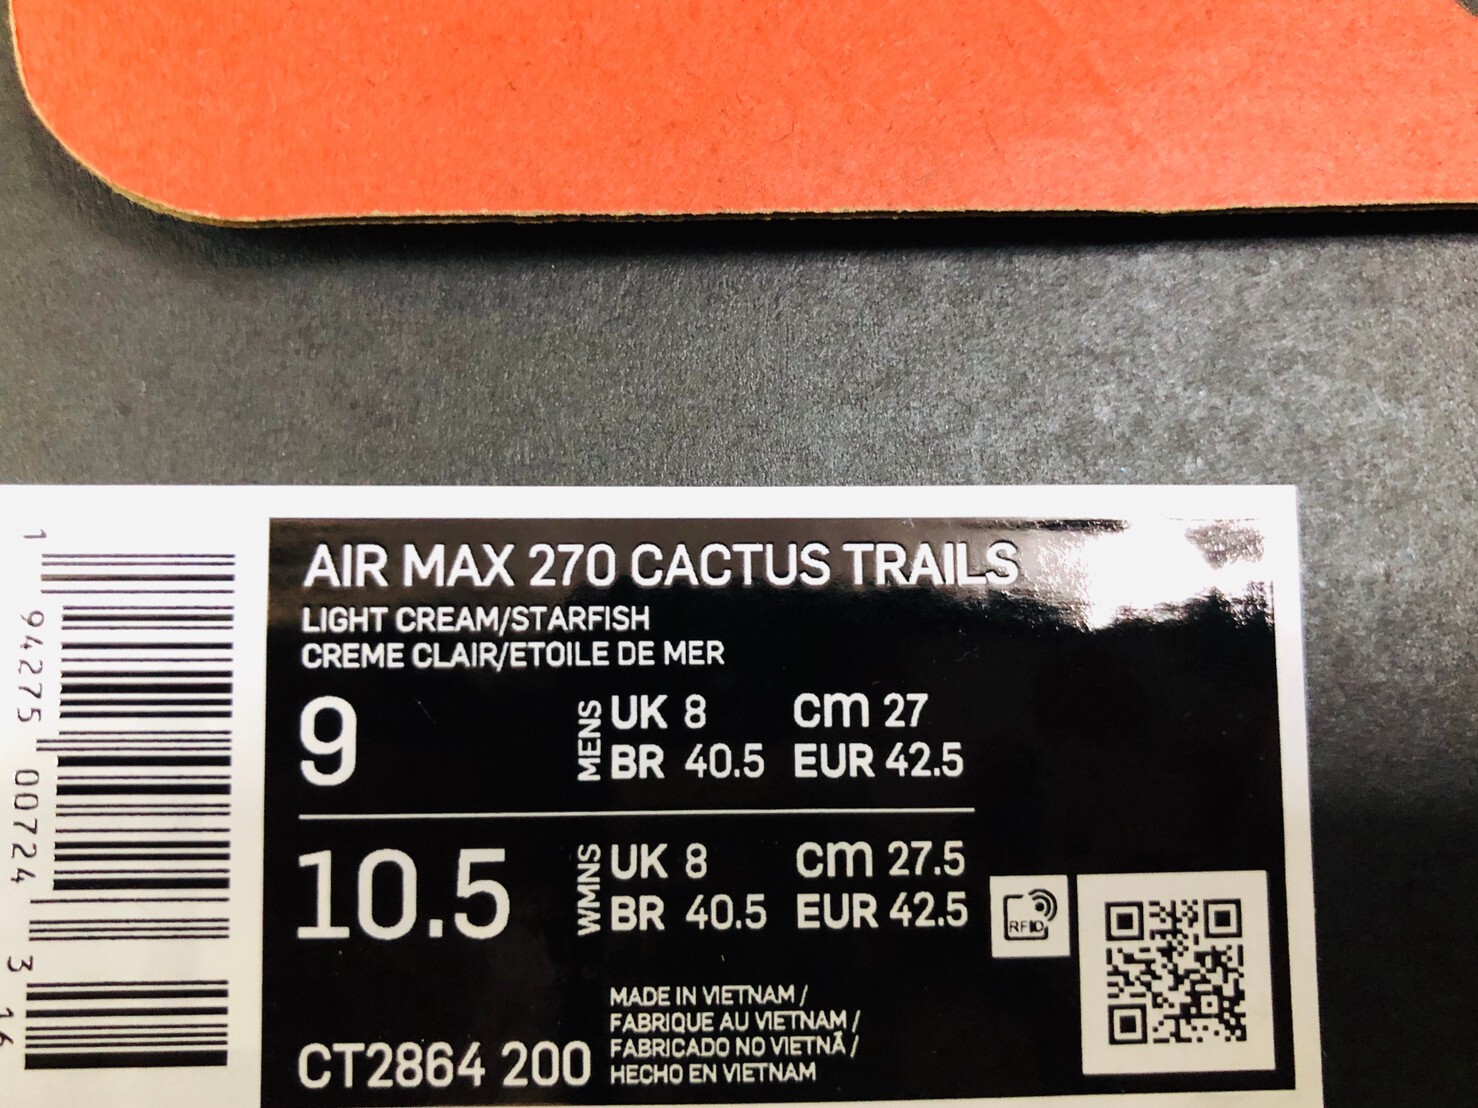 AIR MAX 270 CACTUS TRAILS
LIGHT CREAM/STARFISH
CREME CLAIR/ETOILE DE MER
9 MENS UK 8 cm 27
BR 40.5 EUR 42.5
10.5 WMNS UK 8 cm 27.5
BR 40.5 EUR 42.5
RFID
CT2864 200
MADE IN VIETNAM /
FABRIQUE AU VIETNAM /
FABRICADO NO VIETNÃ /
HECHO EN VIETNAM
1 94275 00724 3 16